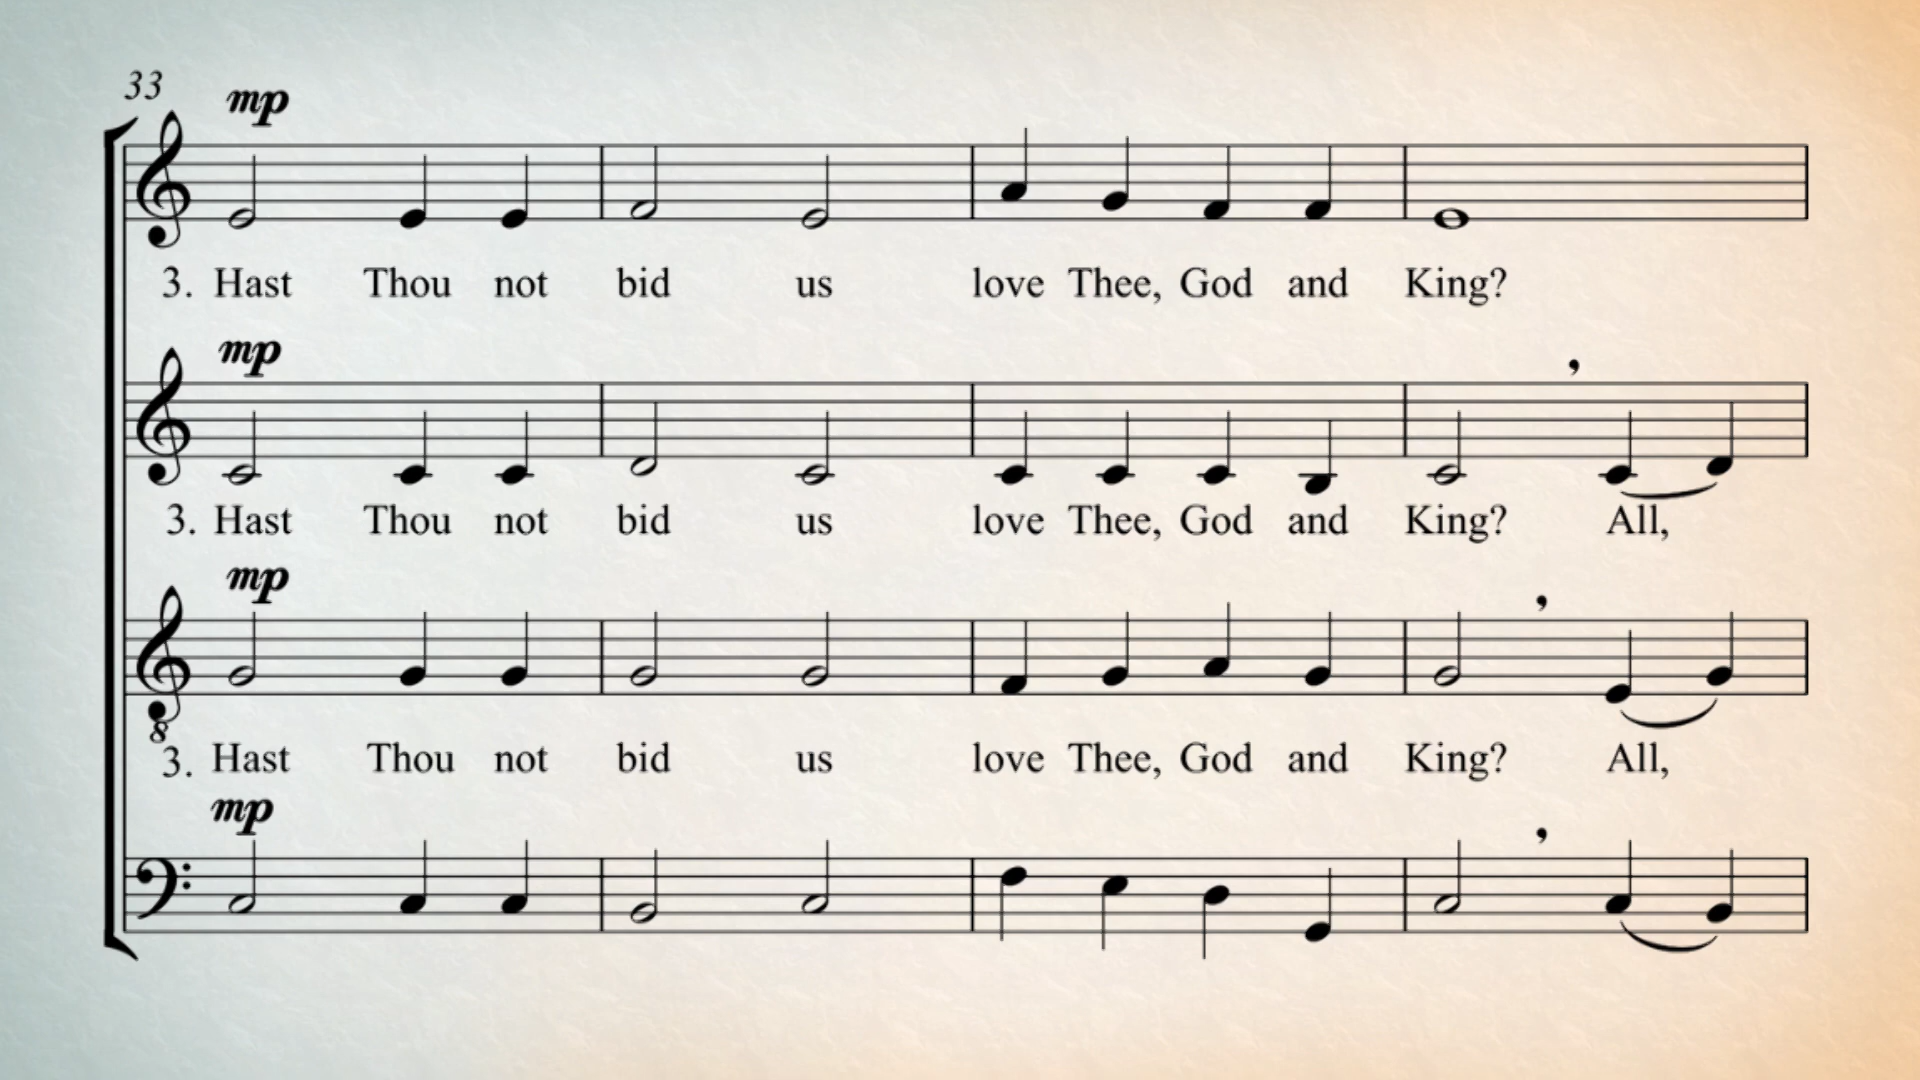 33
mp
3. Hast Thou not bid us love Thee, God and King?
mp
3. Hast Thou not bid us love Thee, God and King? All,
mp
8
3. Hast Thou not bid us love Thee, God and King? All,
mp